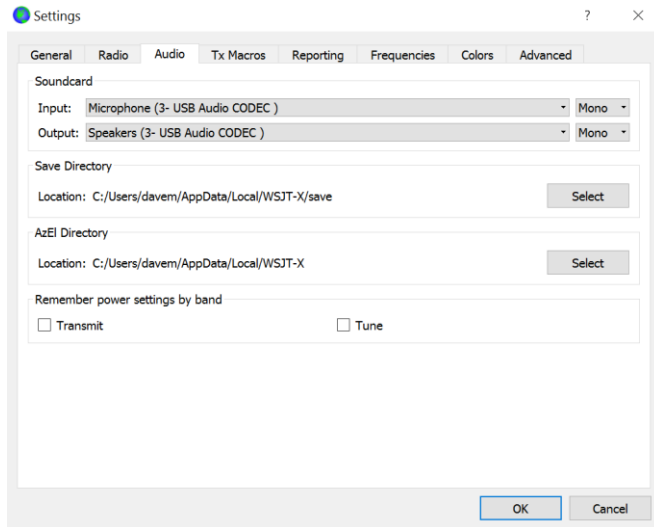 Settings
? ×
General Radio Audio Tx Macros Reporting Frequencies Colors Advanced
Soundcard
Input: Microphone (3- USB Audio CODEC ) Mono
Output: Speakers (3- USB Audio CODEC ) Mono
Save Directory
Location: C:/Users/davem/AppData/Local/WSJT-X/save Select
AzEl Directory
Location: C:/Users/davem/AppData/Local/WSJT-X Select
Remember power settings by band
Transmit Tune
OK Cancel